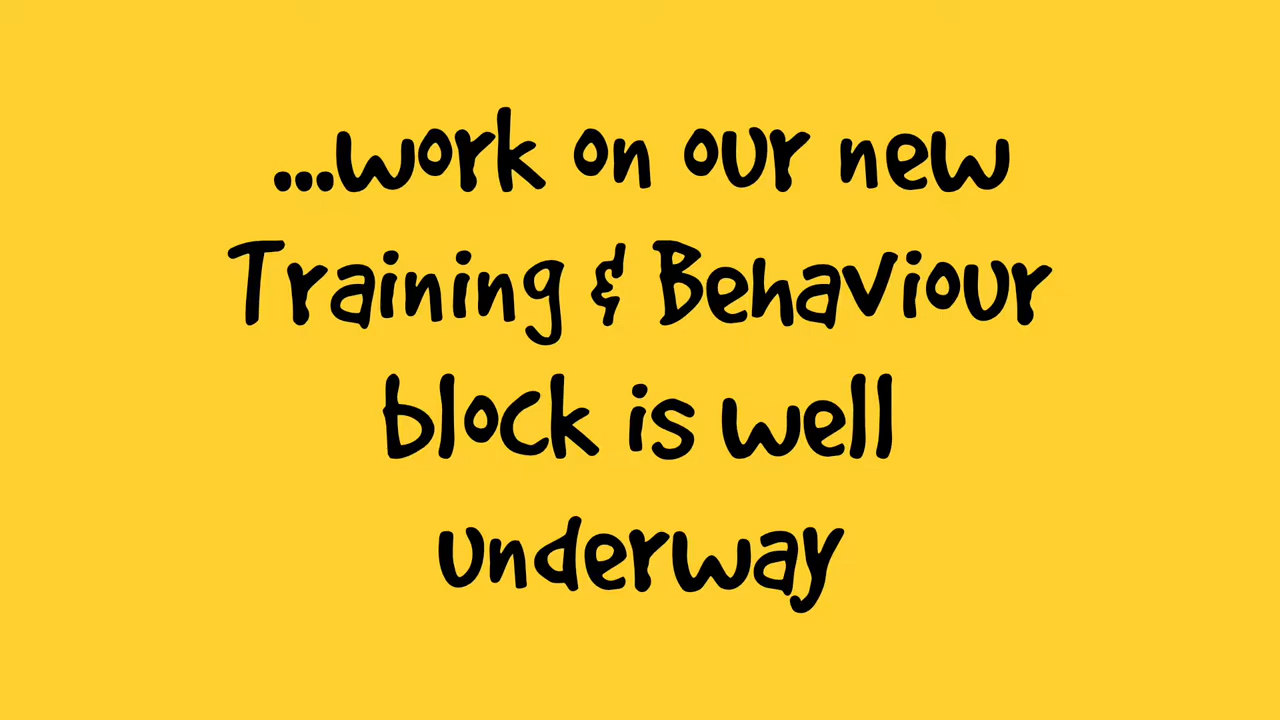 ...work on our new
Training & Behaviour
block is well
underway